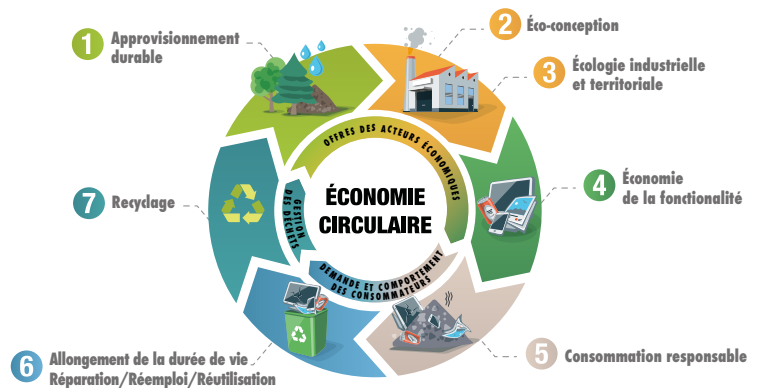 1
Approvisionnement
durable
2
Éco-conception
3
Écologie industrielle
et territoriale
4
Économie
de la fonctionalité
5
Consommation responsable
6
Allongement de la durée de vie
Réparation/Réemploi/Réutilisation
7
Recyclage
OFFRES DES ACTEURS ÉCONOMIQUES
DEMANDE ET COMPORTEMENT
DES CONSOMMATEURS
GESTION
DES DÉCHETS
ÉCONOMIE
CIRCULAIRE